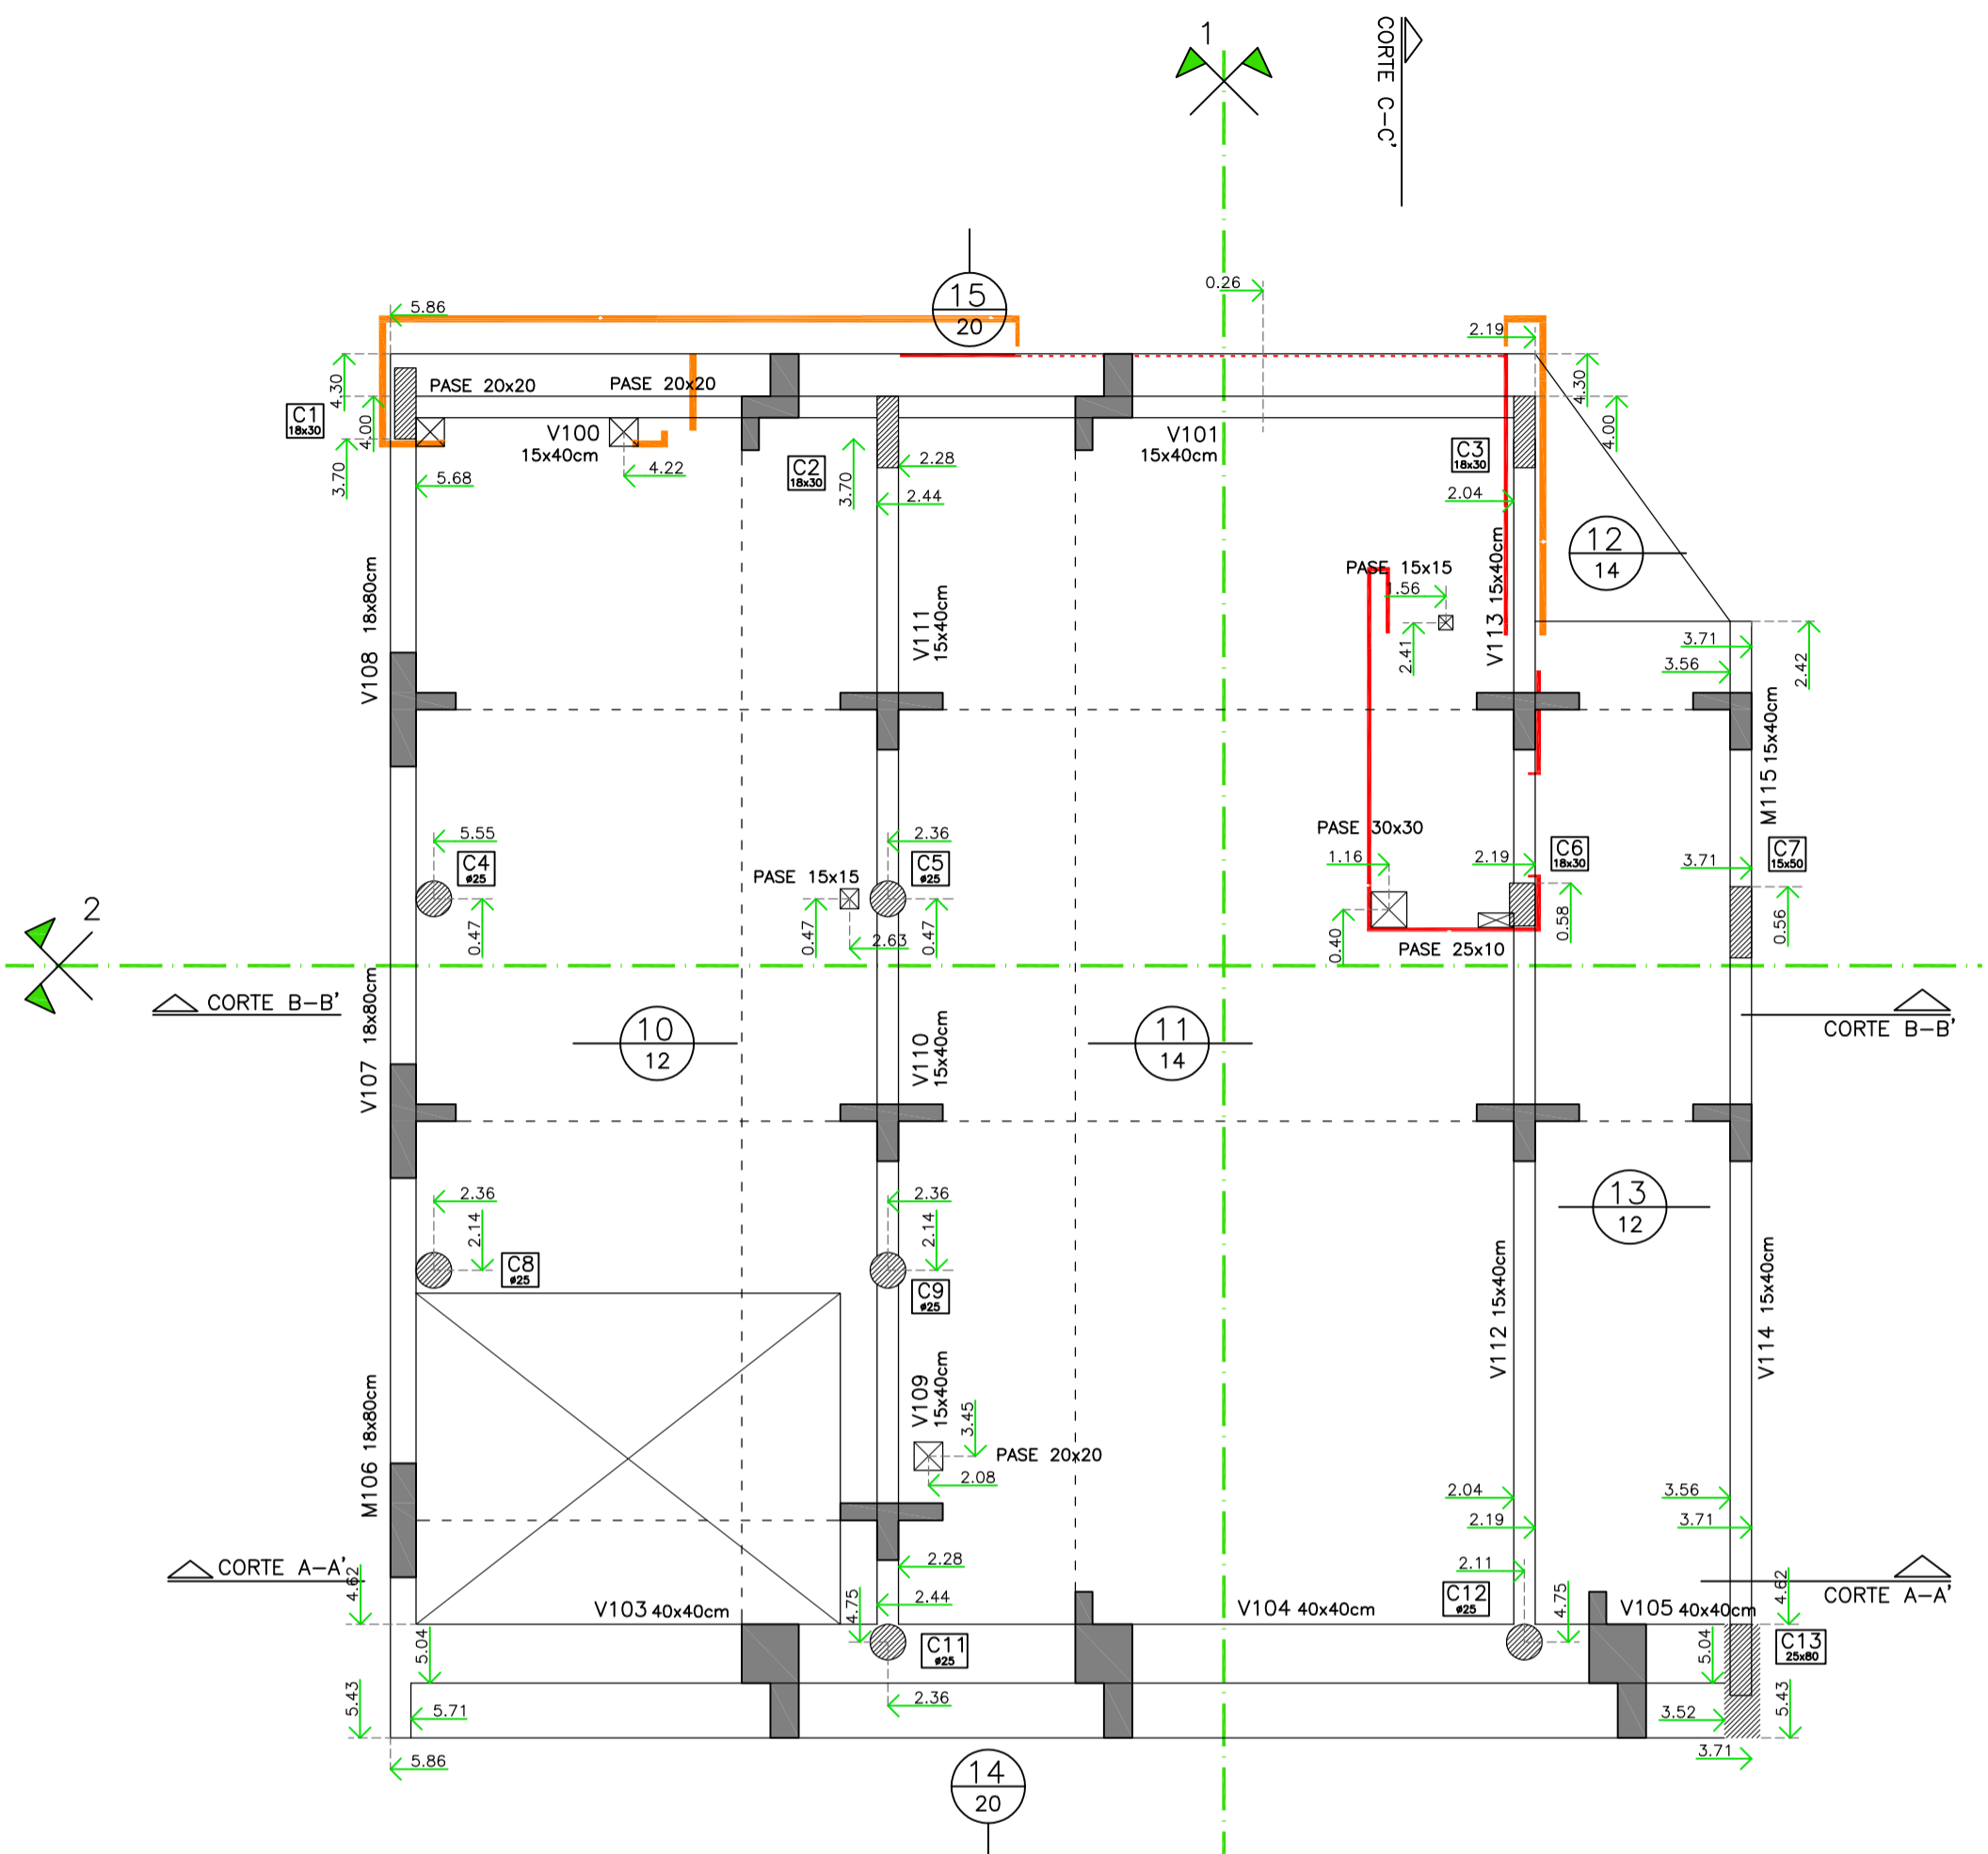 1
CORTE C-C'
15
20
0.26
5.86
2.19
4.30
4.00
3.70
C1
18x30
PASE 20x20
PASE 20x20
V100
15x40cm
4.22
5.68
C2
18x30
3.70
2.28
2.44
V101
15x40cm
C3
18x30
2.04
4.30
4.00
12
14
V108 18x80cm
V111
15x40cm
PASE 15x15
1.56
2.41
V113 15x40cm
3.71
3.56
2.42
M115 15x40cm
5.55
C4
ø25
0.47
PASE 15x15
0.47
2.63
2.36
C5
ø25
0.47
PASE 30x30
1.16
0.40
2.19
C6
18x30
0.58
PASE 25x10
3.71
C7
15x50
0.56
2
CORTE B-B'
CORTE B-B'
V107 18x80cm
10
12
V110
15x40cm
11
14
2.36
2.14
C8
ø25
2.36
2.14
C9
ø25
13
12
V112 15x40cm
V114 15x40cm
M106 18x80cm
V109
15x40cm
3.45
PASE 20x20
2.08
2.04
2.19
3.56
3.71
CORTE A-A'
CORTE A-A'
4.62
2.28
2.44
4.75
V103 40x40cm
V104 40x40cm
2.11
C12
ø25
4.75
V105 40x40cm
4.62
5.04
5.43
5.71
5.86
C11
ø25
2.36
5.04
C13
25x80
3.52
5.43
3.71
14
20